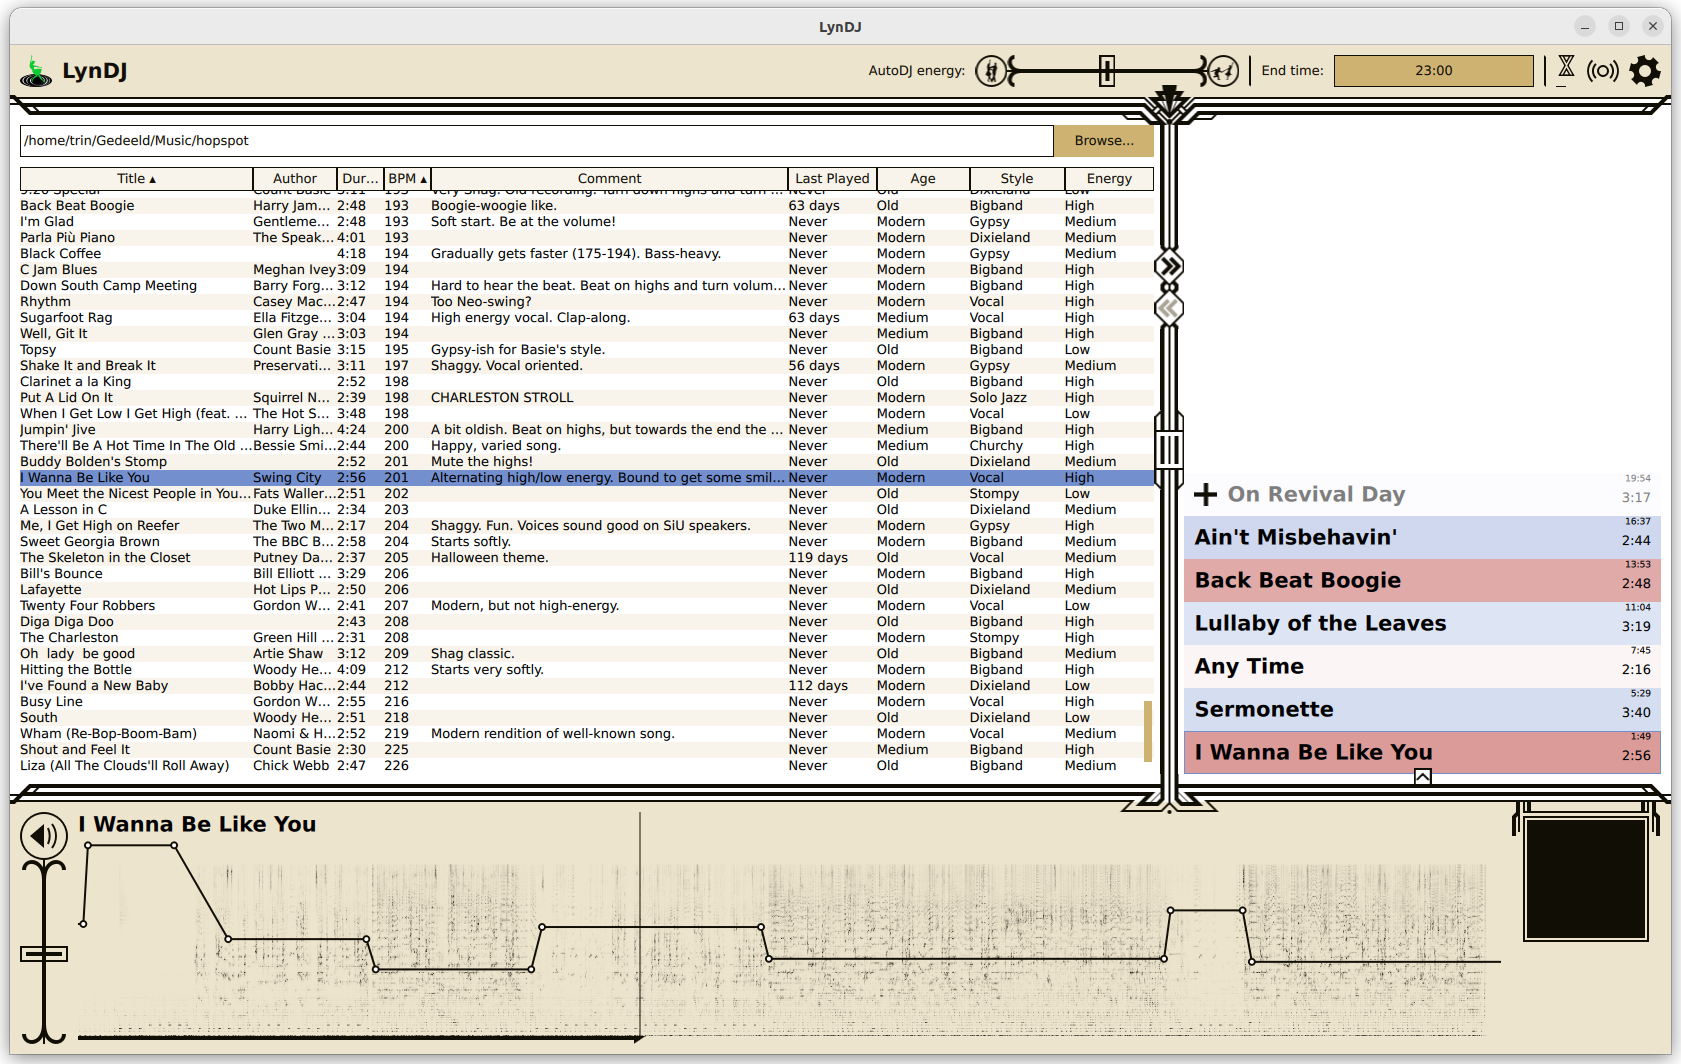 LynDJ
LynDJ
AutoDJ energy:
End time:
23:00
/home/trin/Gedeeld/Music/hopspot
Browse...
Title ▴ Author Dur... BPM ▴ Comment Last Played Age Style Energy
9:20 Special Count Basie 3:11 193 Very Shag. Old recording. Turn down highs and turn ... Never Old Dixieland Low
Back Beat Boogie Harry Jam... 2:48 193 Boogie-woogie like. 63 days Old Bigband High
I'm Glad Gentleme... 2:48 193 Soft start. Be at the volume! Never Modern Gypsy Medium
Parla Più Piano The Speak... 4:01 193 Never Modern Dixieland Medium
Black Coffee 4:18 194 Gradually gets faster (175-194). Bass-heavy. Never Modern Gypsy Medium
C Jam Blues Meghan Ivey 3:09 194 Never Modern Bigband High
Down South Camp Meeting Barry Forg... 3:12 194 Hard to hear the beat. Beat on highs and turn volum... Never Modern Bigband High
Rhythm Casey Mac... 2:47 194 Too Neo-swing? Never Modern Vocal High
Sugarfoot Rag Ella Fitzge... 3:04 194 High energy vocal. Clap-along. 63 days Medium Vocal High
Well, Git It Glen Gray ... 3:03 194 Never Medium Bigband High
Topsy Count Basie 3:15 195 Gypsy-ish for Basie's style. Never Old Bigband Low
Shake It and Break It Preservati... 3:11 197 Shaggy. Vocal oriented. 56 days Modern Gypsy Medium
Clarinet a la King 2:52 198 Never Old Bigband High
Put A Lid On It Squirrel N... 2:39 198 CHARLESTON STROLL Never Modern Solo Jazz High
When I Get Low I Get High (feat. ... The Hot S... 3:48 198 Never Modern Vocal Low
Jumpin' Jive Harry Ligh... 4:24 200 A bit oldish. Beat on highs, but towards the end the ... Never Medium Bigband High
There'll Be A Hot Time In The Old ... Bessie Smi... 2:44 200 Happy, varied song. Never Medium Churchy High
Buddy Bolden's Stomp 2:52 201 Mute the highs! Never Old Dixieland Medium
I Wanna Be Like You Swing City 2:56 201 Alternating high/low energy. Bound to get some smil... Never Modern Vocal High
You Meet the Nicest People in You... Fats Waller... 2:51 202 Never Old Stompy Low
A Lesson in C Duke Ellin... 2:34 203 Never Old Dixieland Medium
Me, I Get High on Reefer The Two M... 2:17 204 Shaggy. Fun. Voices sound good on SiU speakers. Never Modern Gypsy High
Sweet Georgia Brown The BBC B... 2:58 204 Starts softly. Never Modern Bigband Medium
The Skeleton in the Closet Putney Da... 2:37 205 Halloween theme. 119 days Old Vocal Medium
Bill's Bounce Bill Elliott ... 3:29 206 Never Modern Bigband High
Lafayette Hot Lips P... 2:50 206 Never Old Dixieland Medium
Twenty Four Robbers Gordon W... 2:41 207 Modern, but not high-energy. Never Modern Vocal Low
Diga Diga Doo 2:43 208 Never Old Bigband High
The Charleston Green Hill ... 2:31 208 Never Modern Stompy High
Oh  lady  be good Artie Shaw 3:12 209 Shag classic. Never Old Bigband Medium
Hitting the Bottle Woody He... 4:09 212 Starts very softly. Never Modern Bigband High
I've Found a New Baby Bobby Hac... 2:44 212 112 days Modern Dixieland Low
Busy Line Gordon W... 2:55 216 Never Modern Vocal High
South Woody He... 2:51 218 Never Old Dixieland Low
Wham (Re-Bop-Boom-Bam) Naomi & H... 2:52 219 Modern rendition of well-known song. Never Modern Vocal Medium
Shout and Feel It Count Basie 2:30 225 Never Medium Bigband High
Liza (All The Clouds'll Roll Away) Chick Webb 2:47 226 Never Old Bigband Medium
19:54
On Revival Day 3:17
16:37
Ain't Misbehavin' 2:44
13:53
Back Beat Boogie 2:48
11:04
Lullaby of the Leaves 3:19
7:45
Any Time 2:16
5:29
Sermonette 3:40
1:49
I Wanna Be Like You 2:56
I Wanna Be Like You